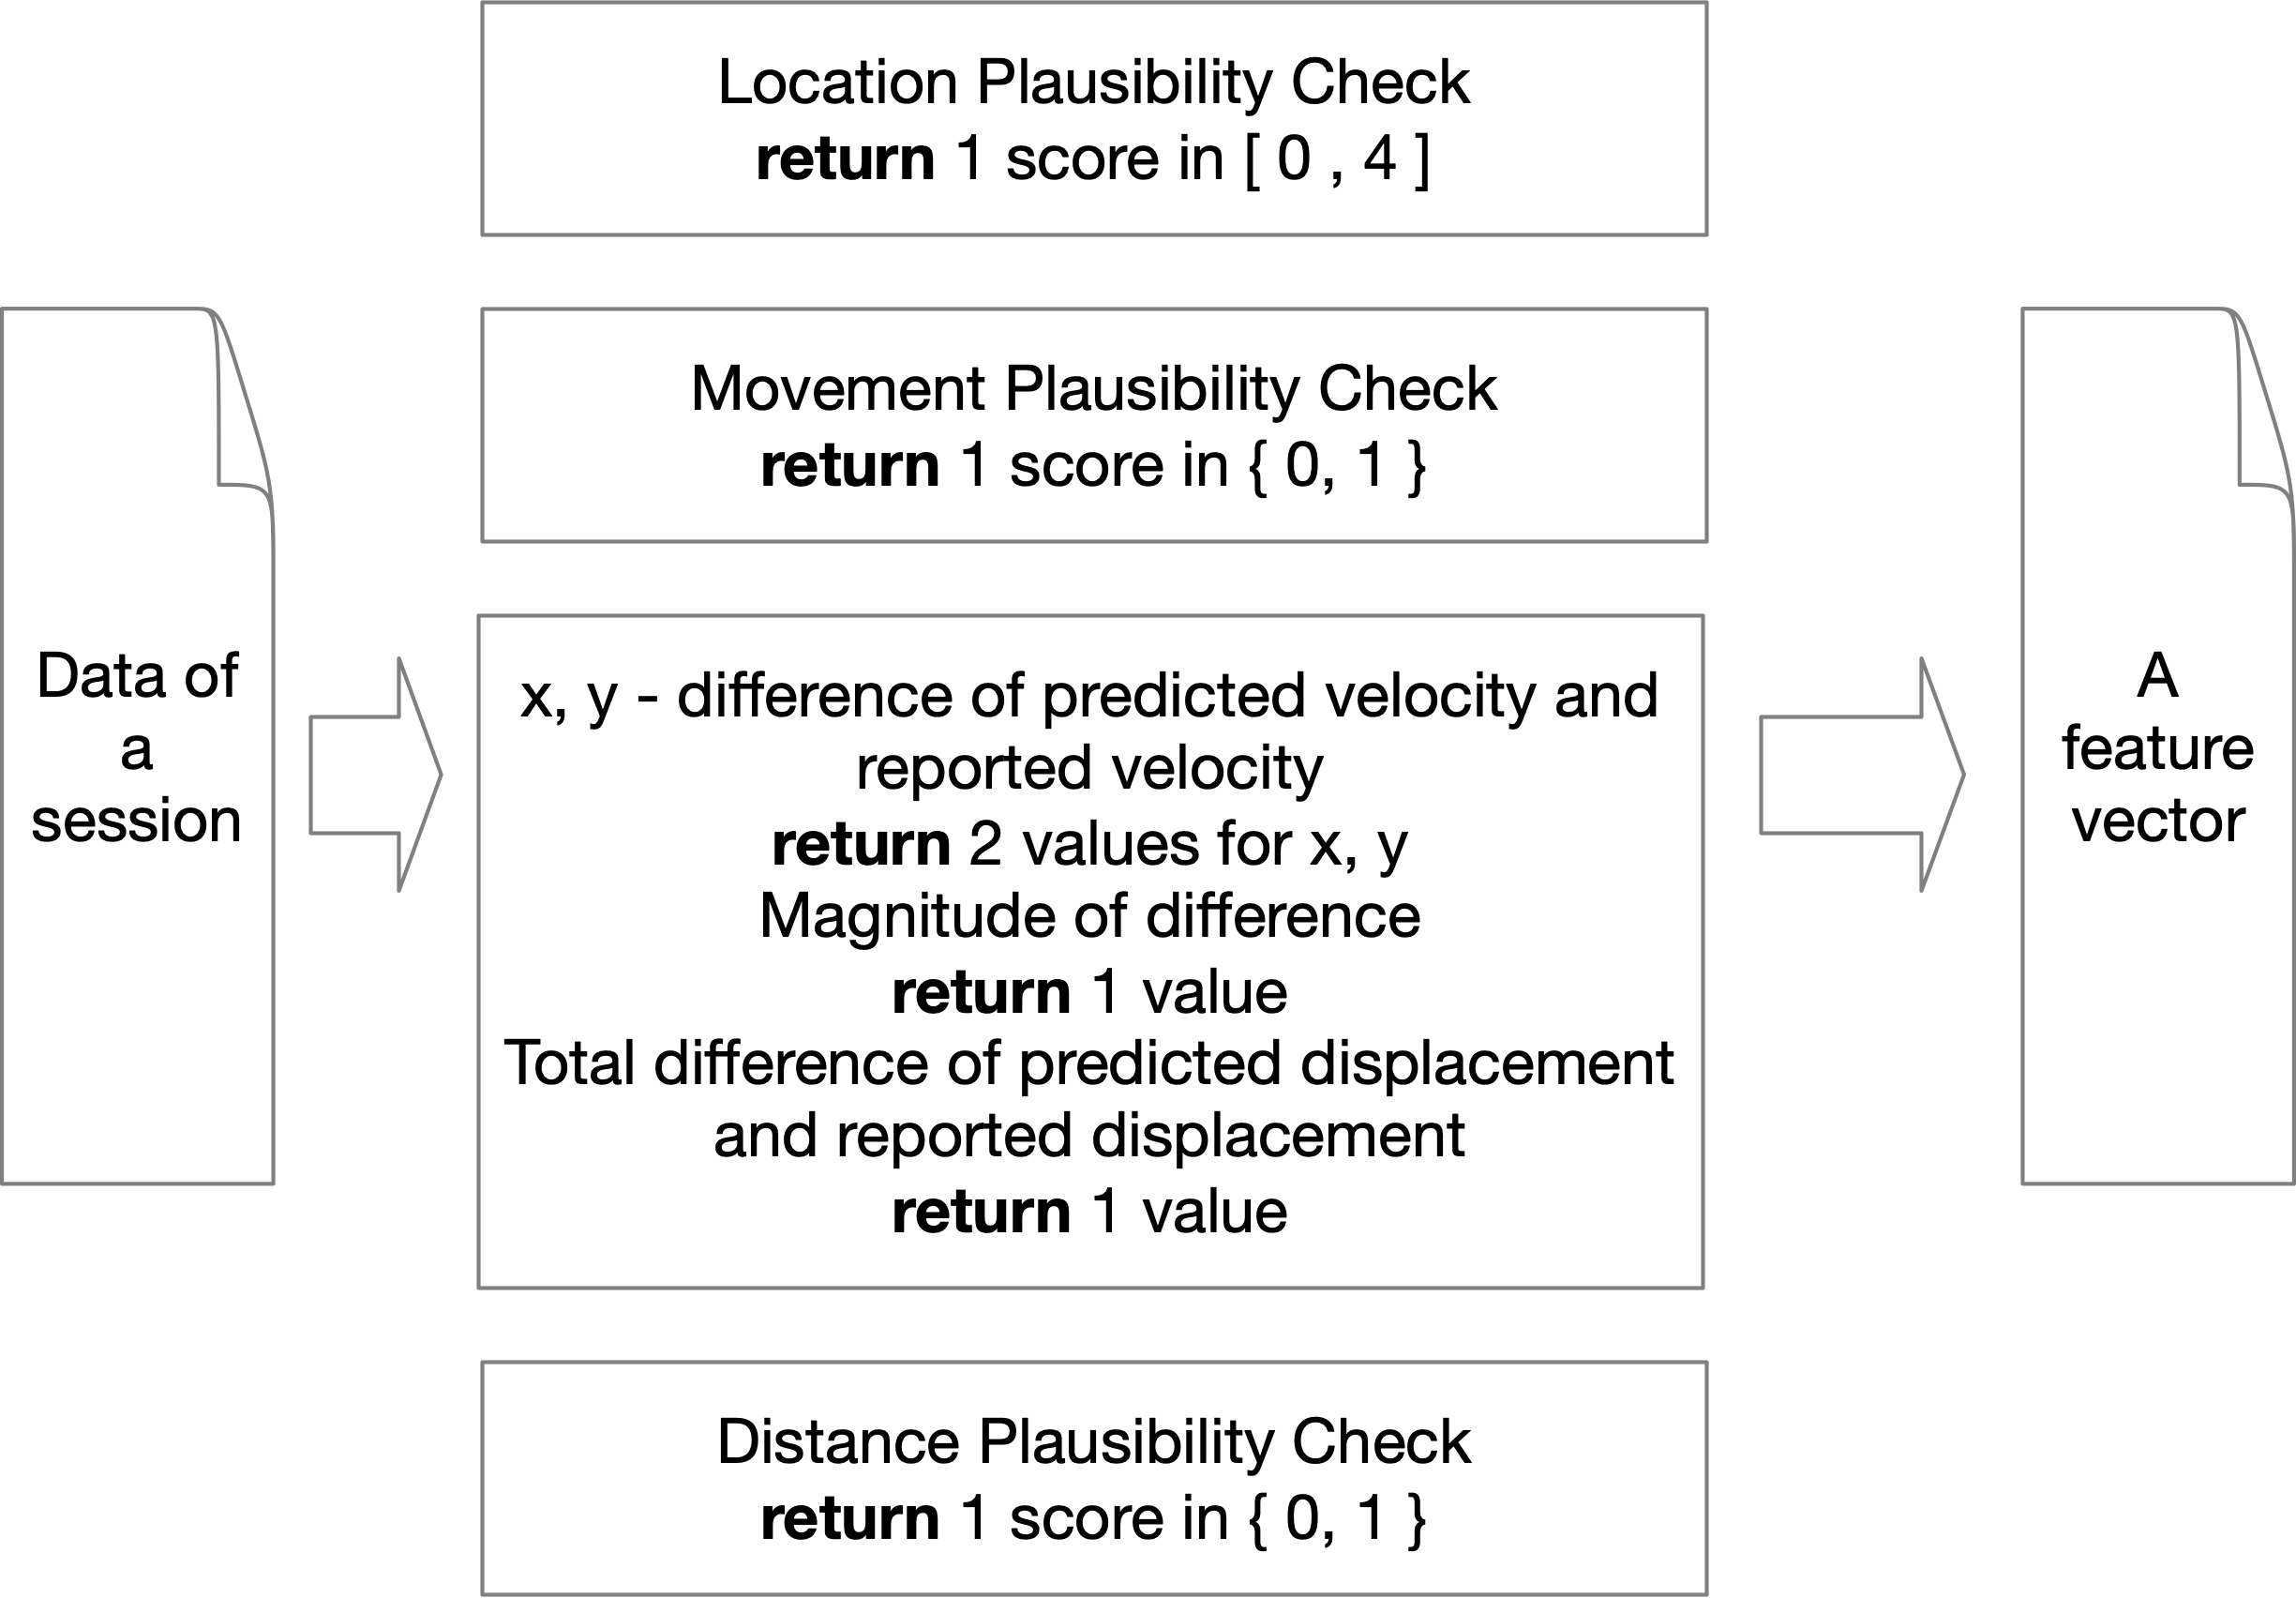 Location Plausibility Check
return 1 score in [ 0 , 4 ]
Movement Plausibility Check
return 1 score in { 0, 1 }
Data of
a
session
x, y - difference of predicted velocity and
reported velocity
return 2 values for x, y
Magnitude of difference
return 1 value
Total difference of predicted displacement
and reported displacement
return 1 value
A
feature
vector
Distance Plausibility Check
return 1 score in { 0, 1 }